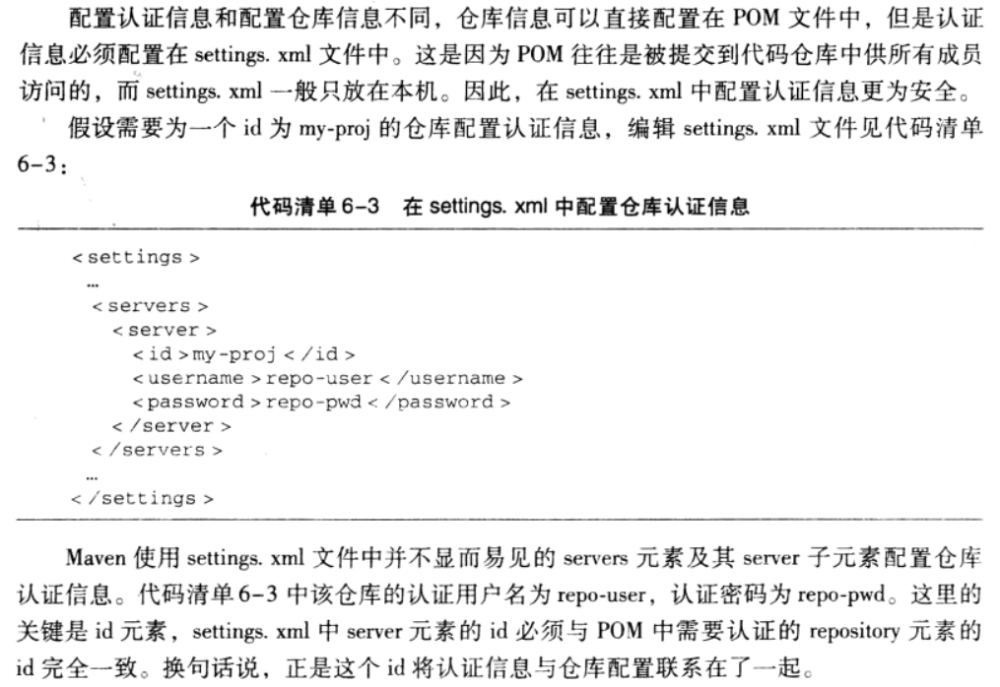 配置认证信息和配置仓库信息不同，仓库信息可以直接配置在 POM 文件中，但是认证
信息必须配置在 settings. xml 文件中。这是因为 POM 往往是被提交到代码仓库中供所有成员
访问的，而 settings. xml 一般只放在本机。因此，在 settings. xml 中配置认证信息更为安全。
假设需要为一个 id 为 my-proj 的仓库配置认证信息，编辑 settings. xml 文件见代码清单
6-3：
代码清单 6-3 在 settings. xml 中配置仓库认证信息
<settings>
…
<servers>
<server>
<id>my-proj</id>
<username>repo-user</username>
<password>repo-pwd</password>
</server>
</servers>
…
</settings>
Maven 使用 settings. xml 文件中并不显而易见的 servers 元素及其 server 子元素配置仓库
认证信息。代码清单 6-3 中该仓库的认证用户名为 repo-user，认证密码为 repo-pwd。这里的
关键是 id 元素，settings. xml 中 server 元素的 id 必须与 POM 中需要认证的 repository 元素的
id 完全一致。换句话说，正是这个 id 将认证信息与仓库配置联系在了一起。